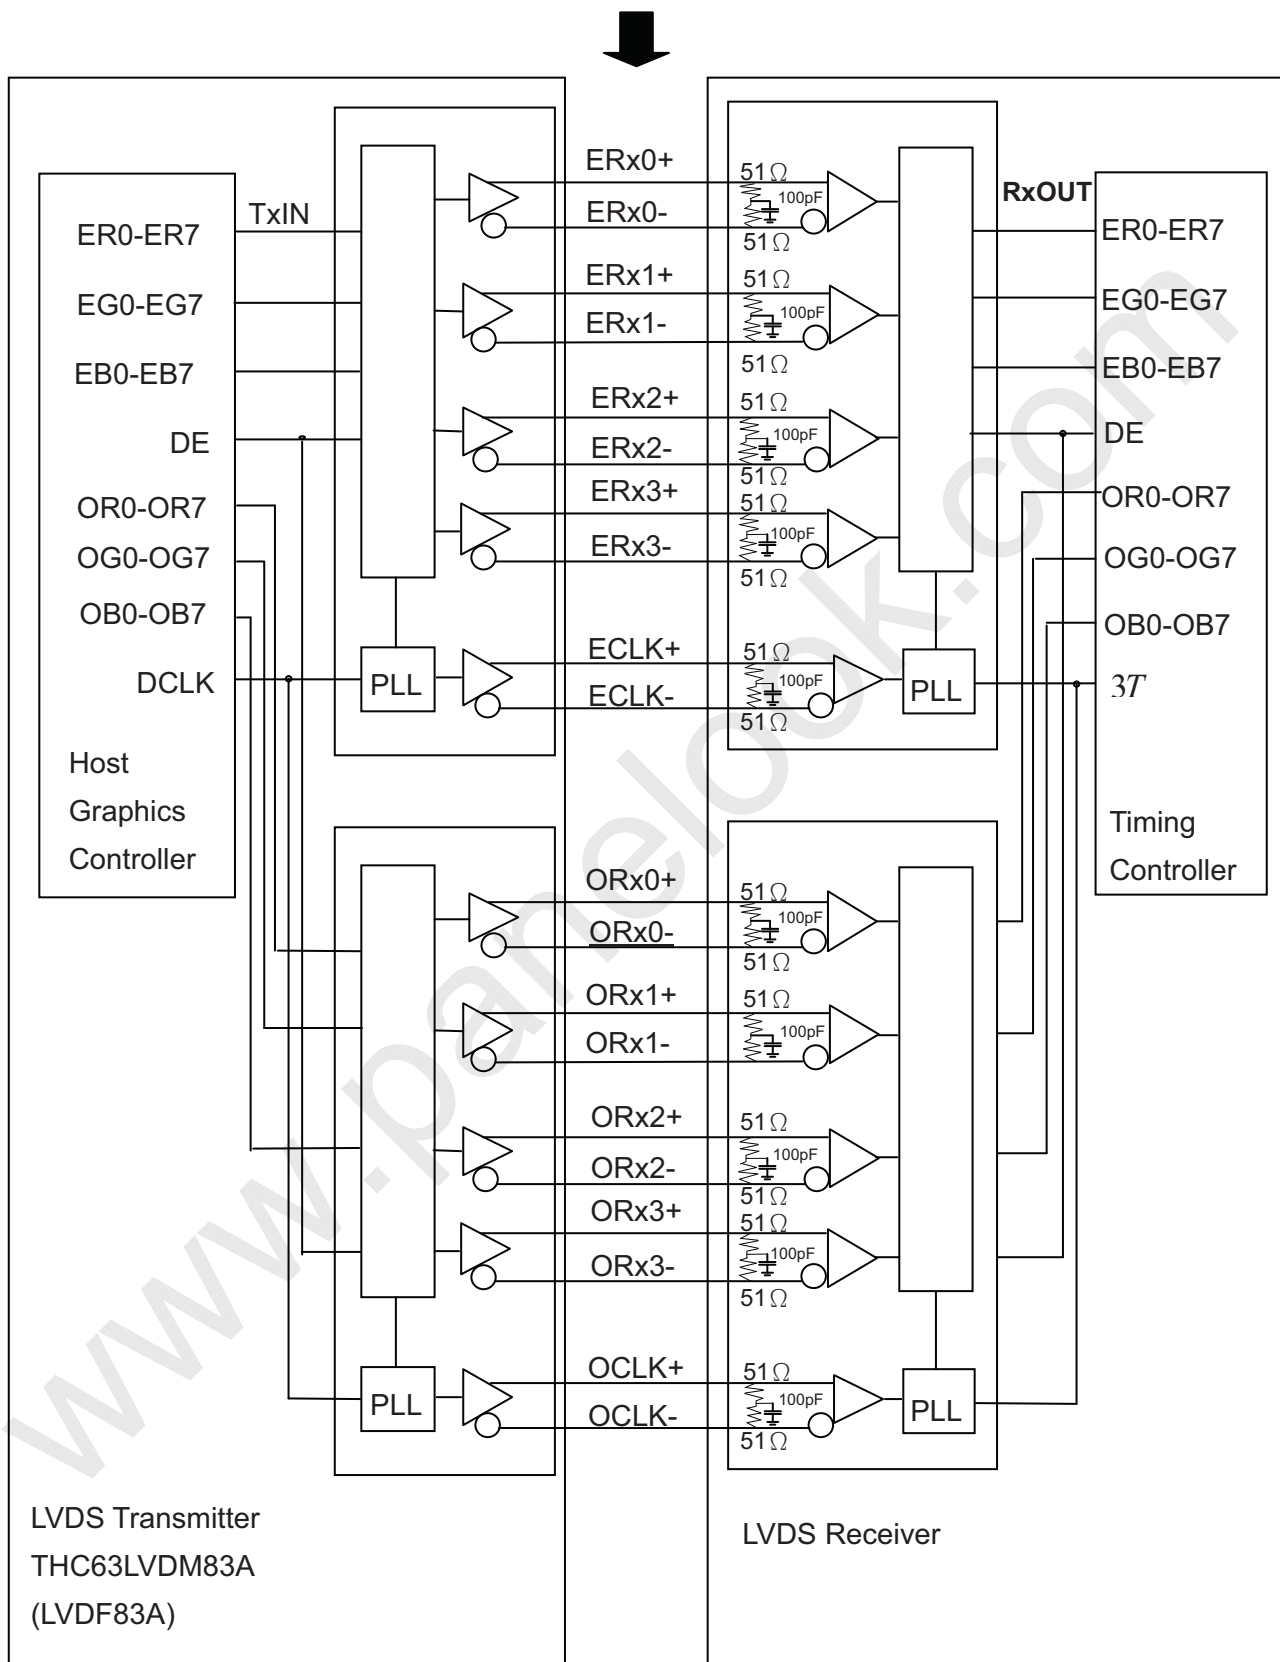 TxIN
ER0-ER7
EG0-EG7
EB0-EB7
DE
OR0-OR7
OG0-OG7
OB0-OB7
DCLK
Host
Graphics
Controller
PLL
PLL
ERx0+
ERx0-
ERx1+
ERx1-
ERx2+
ERx2-
ERx3+
ERx3-
ECLK+
ECLK-
ORx0+
ORx0-
ORx1+
ORx1-
ORx2+
ORx2-
ORx3+
ORx3-
OCLK+
OCLK-
51Ω
100pF
51Ω
51Ω
100pF
51Ω
51Ω
100pF
51Ω
51Ω
100pF
51Ω
51Ω
100pF
51Ω
PLL
51Ω
100pF
51Ω
51Ω
100pF
51Ω
51Ω
100pF
51Ω
51Ω
100pF
51Ω
51Ω
100pF
51Ω
PLL
RxOUT
ER0-ER7
EG0-EG7
EB0-EB7
DE
OR0-OR7
OG0-OG7
OB0-OB7
3T
Timing
Controller
LVDS Transmitter
THC63LVDM83A
(LVDF83A)
LVDS Receiver
www.panelook.com